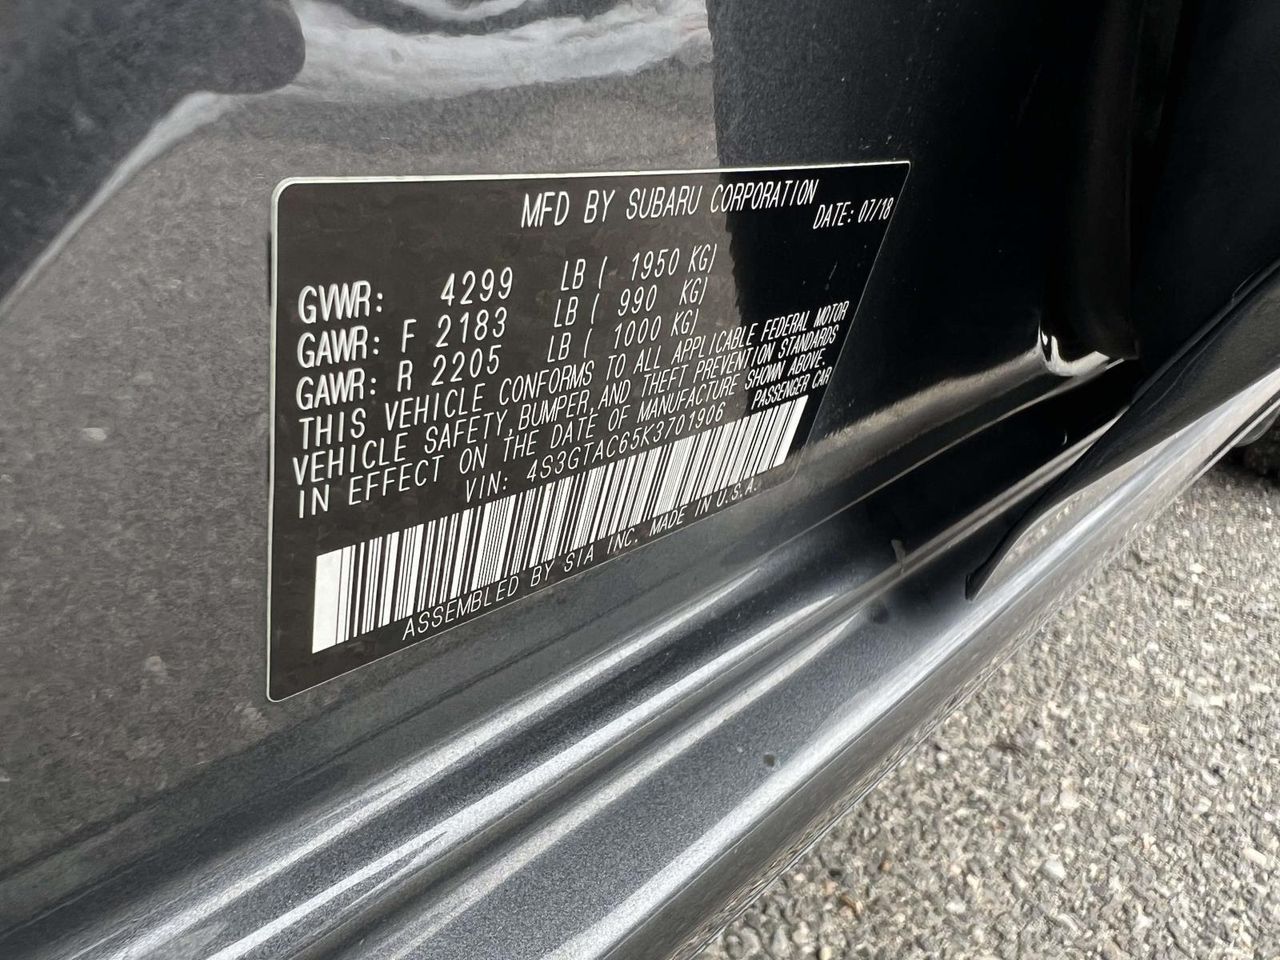 MFD BY SUBARU CORPORATION
DATE: 07/18
GVWR: 4299 LB ( 1950 KG)
GAWR: F 2183 LB ( 990 KG)
GAWR: R 2205 LB ( 1000 KG)
THIS VEHICLE CONFORMS TO ALL APPLICABLE FEDERAL MOTOR
VEHICLE SAFETY, BUMPER, AND THEFT PREVENTION STANDARDS
IN EFFECT ON THE DATE OF MANUFACTURE SHOWN ABOVE.
VIN: 4S3GTAC65K3701906 PASSENGER CAR
ASSEMBLED BY SIA INC. MADE IN U.S.A.